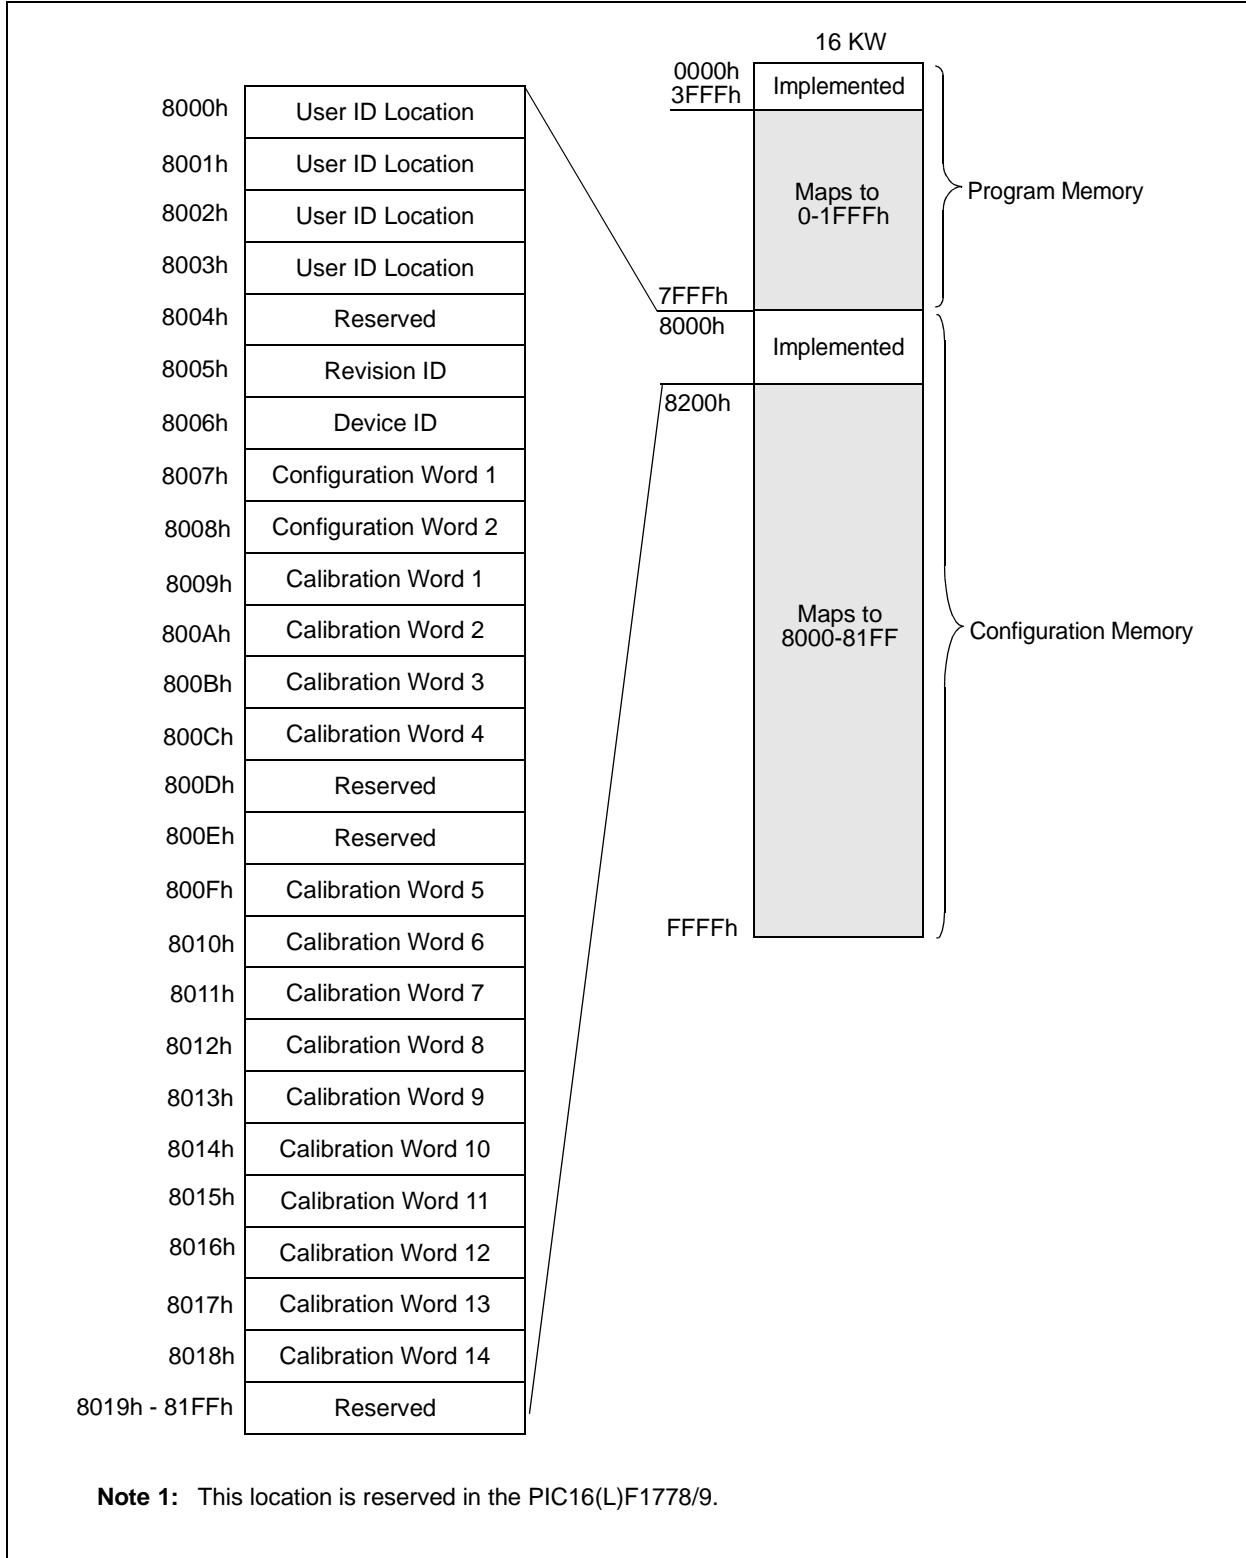 8000h User ID Location
8001h User ID Location
8002h User ID Location
8003h User ID Location
8004h Reserved
8005h Revision ID
8006h Device ID
8007h Configuration Word 1
8008h Configuration Word 2
8009h Calibration Word 1
800Ah Calibration Word 2
800Bh Calibration Word 3
800Ch Calibration Word 4
800Dh Reserved
800Eh Reserved
800Fh Calibration Word 5
8010h Calibration Word 6
8011h Calibration Word 7
8012h Calibration Word 8
8013h Calibration Word 9
8014h Calibration Word 10
8015h Calibration Word 11
8016h Calibration Word 12
8017h Calibration Word 13
8018h Calibration Word 14
8019h - 81FFh Reserved
16 KW
0000h
Implemented
3FFFh
Maps to
0-1FFFh
Program Memory
7FFFh
8000h
Implemented
8200h
Maps to
8000-81FF
Configuration Memory
FFFFh
Note 1: This location is reserved in the PIC16(L)F1778/9.